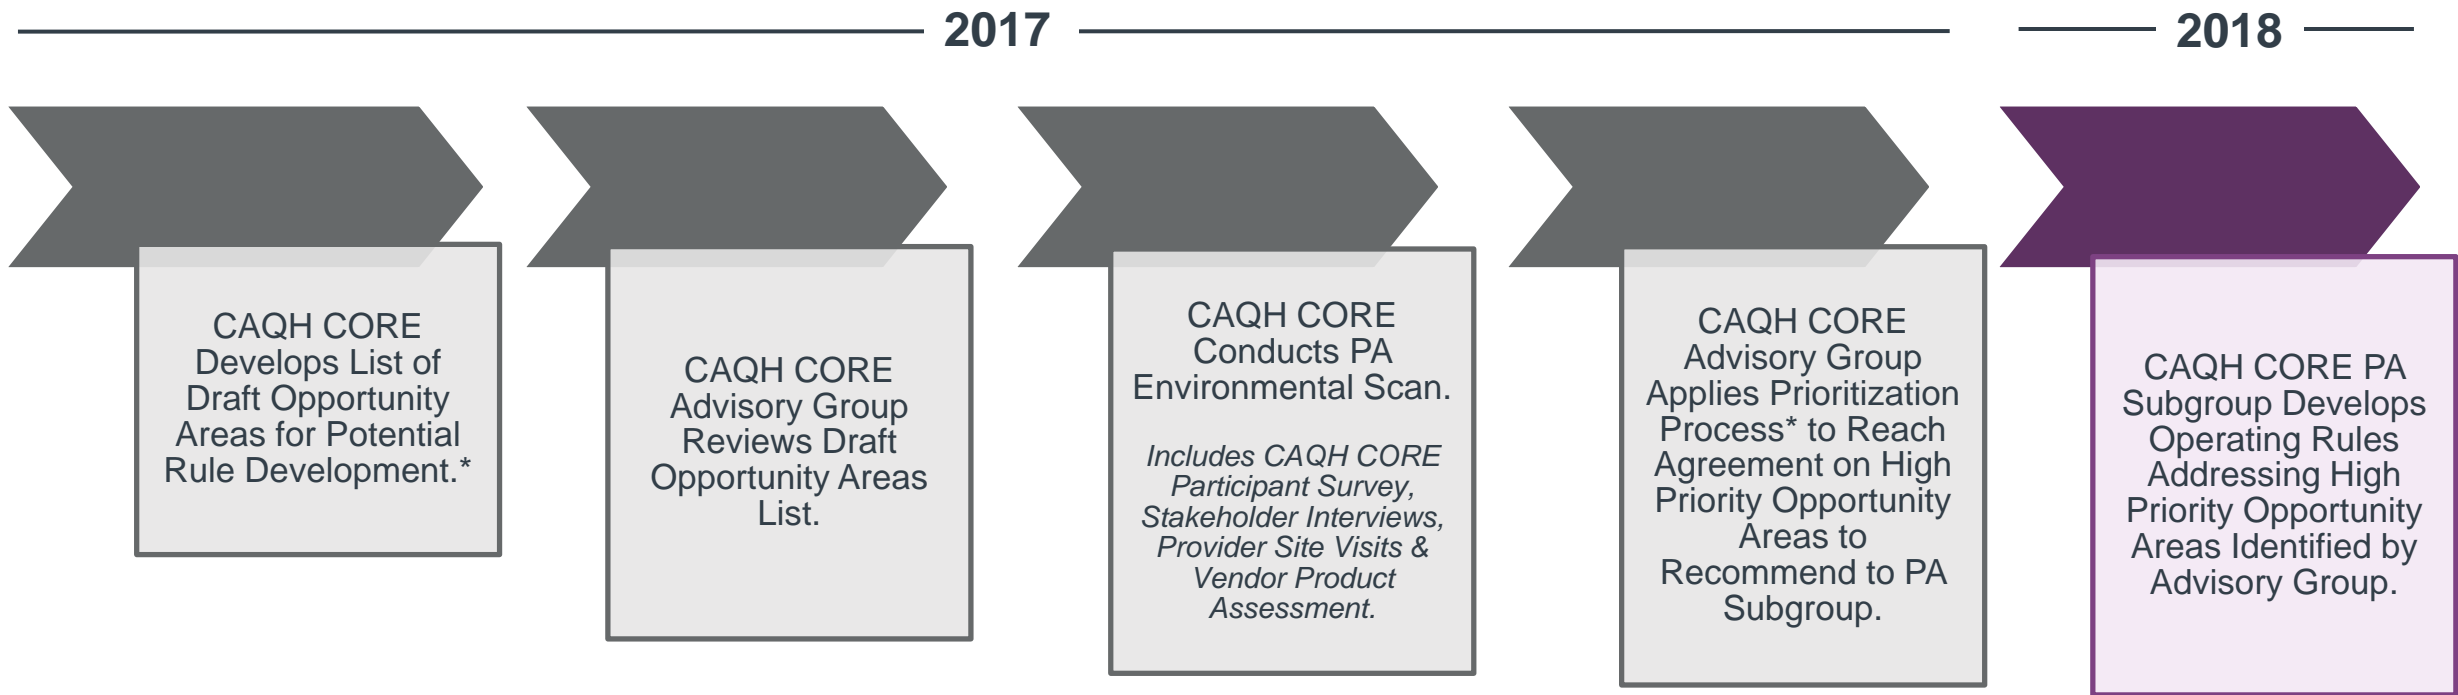 2017
2018
CAQH CORE
Develops List of
Draft Opportunity
Areas for Potential
Rule Development.*
CAQH CORE
Advisory Group
Reviews Draft
Opportunity Areas
List.
CAQH CORE
Conducts PA
Environmental Scan.
Includes CAQH CORE
Participant Survey,
Stakeholder Interviews,
Provider Site Visits &
Vendor Product
Assessment.
CAQH CORE
Advisory Group
Applies Prioritization
Process* to Reach
Agreement on High
Priority Opportunity
Areas to
Recommend to PA
Subgroup.
CAQH CORE PA
Subgroup Develops
Operating Rules
Addressing High
Priority Opportunity
Areas Identified by
Advisory Group.